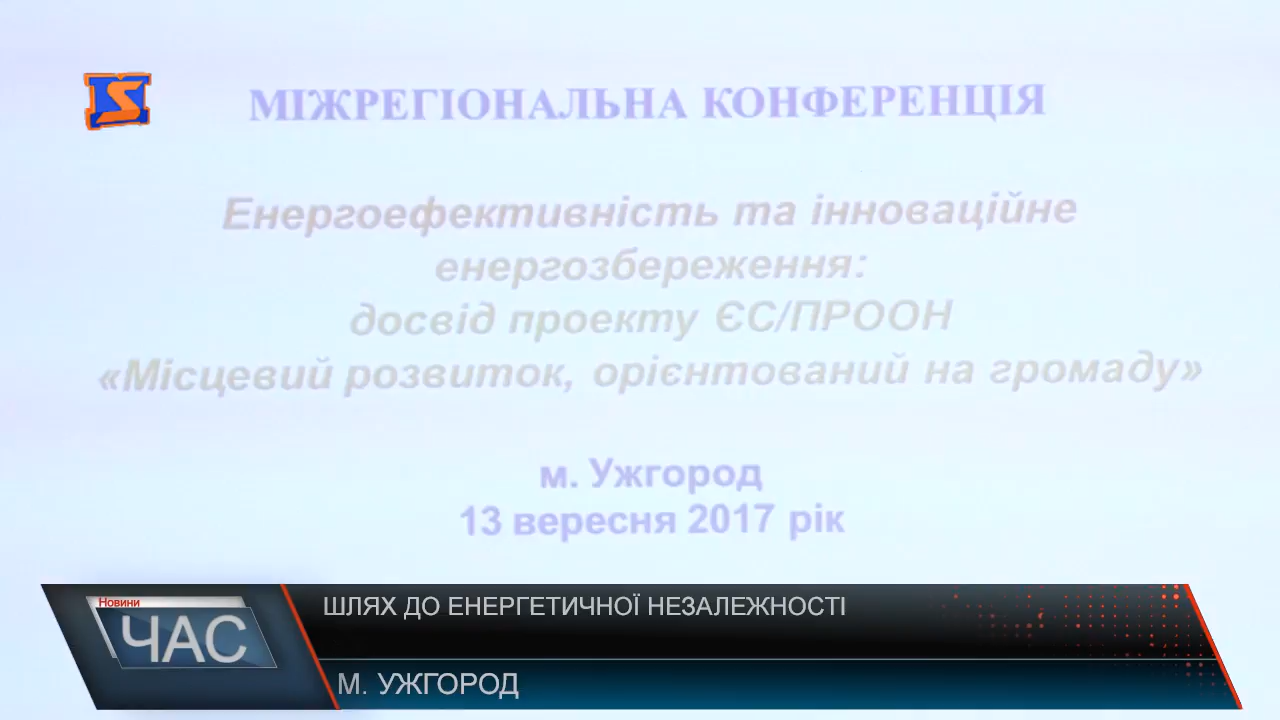 МІЖРЕГІОНАЛЬНА КОНФЕРЕНЦІЯ
Енергоефективність та інноваційне
енергозбереження:
досвід проекту ЄС/ПРООН
«Місцевий розвиток, орієнтований на громаду»
м. Ужгород
13 вересня 2017 рік
Новини
ЧАС
ШЛЯХ ДО ЕНЕРГЕТИЧНОЇ НЕЗАЛЕЖНОСТІ
М. УЖГОРОД